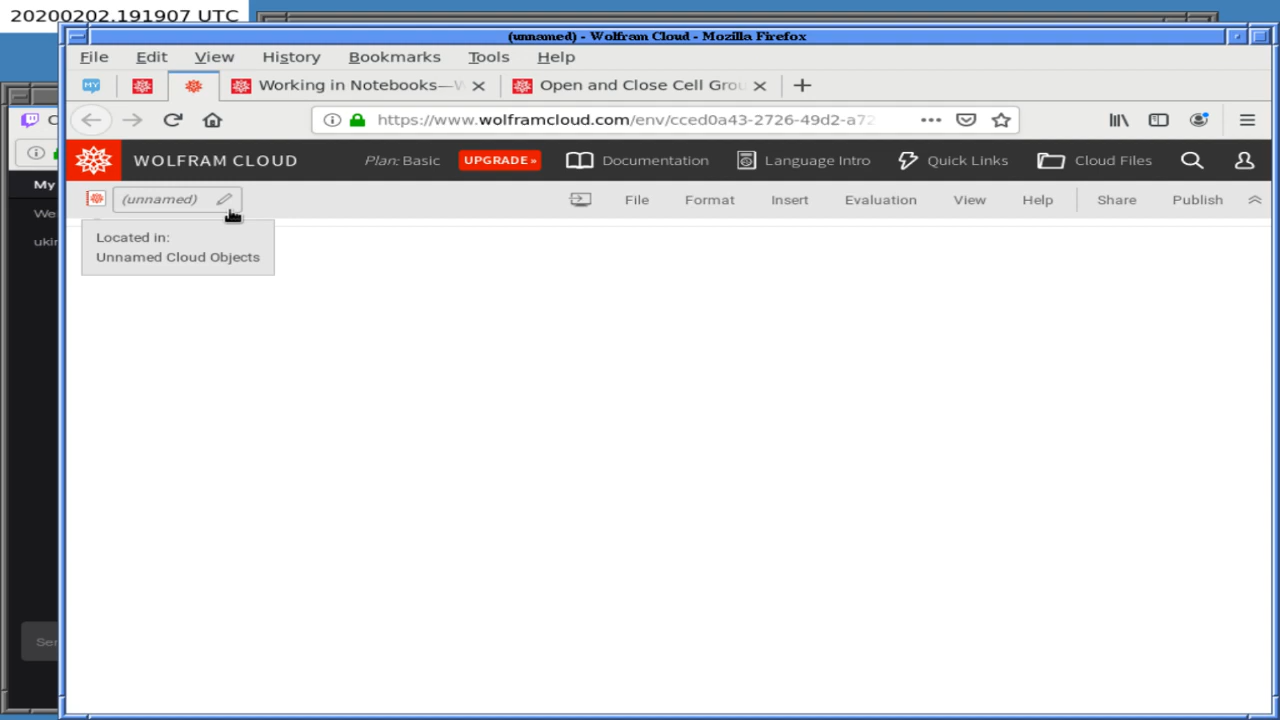 20200202.191907 UTC
(unnamed) - Wolfram Cloud - Mozilla Firefox
File Edit View History Bookmarks Tools Help
MY Working in Notebooks—W Open and Close Cell Grou
https://www.wolframcloud.com/env/cced0a43-2726-49d2-a72
WOLFRAM CLOUD Plan: Basic UPGRADE» Documentation Language Intro Quick Links Cloud Files
(unnamed) File Format Insert Evaluation View Help Share Publish
Located in:
Unnamed Cloud Objects
C
My
We
ukir
Ser